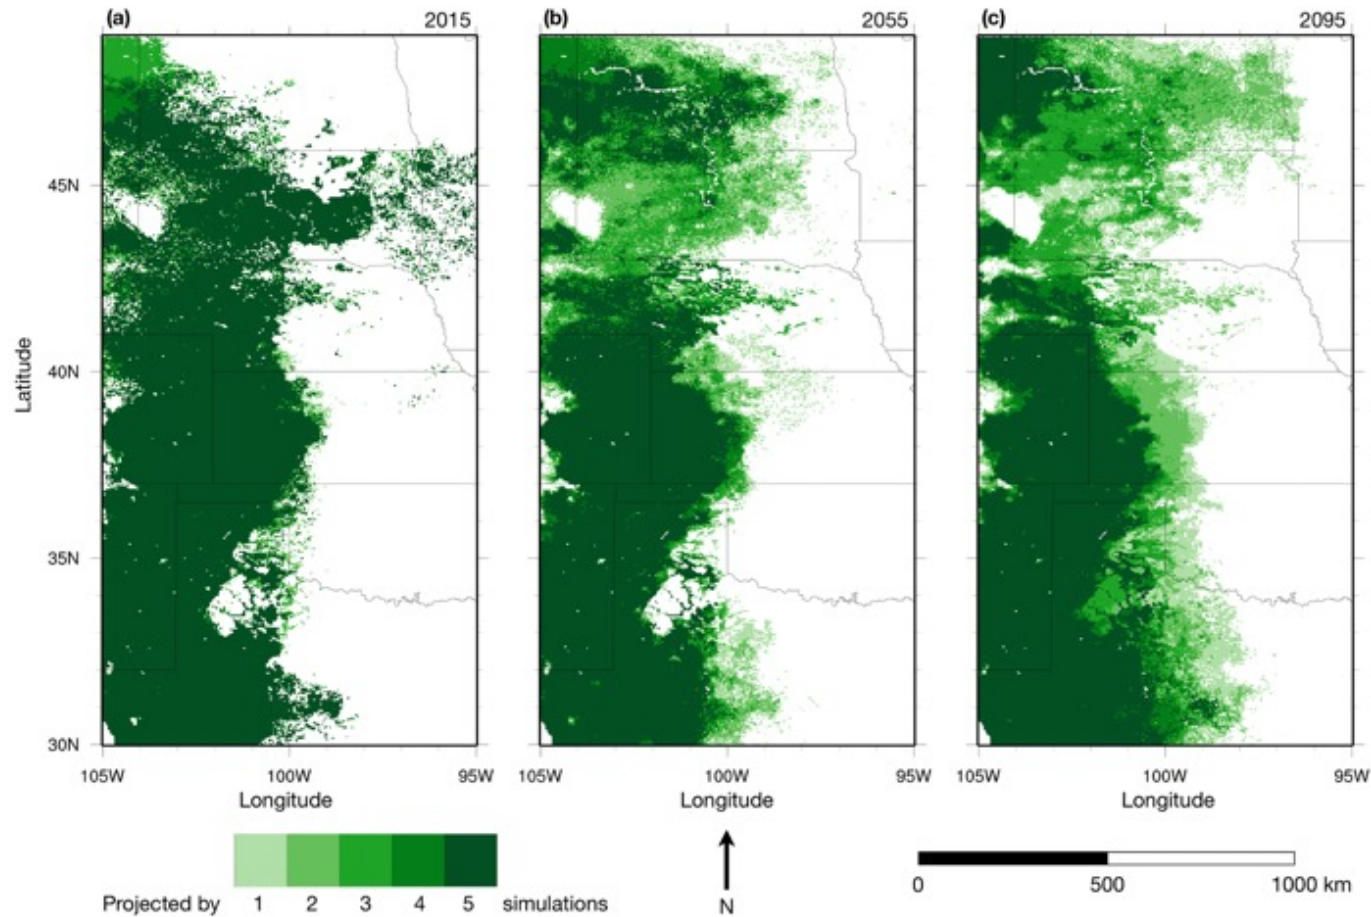 (a) 2015 (b) 2055 (c) 2095
45N
40N
35N
30N
Latitude
105W 100W 95W 105W 100W 95W 105W 100W 95W
Longitude Longitude Longitude
Projected by 1 2 3 4 5 simulations
N
0 500 1000 km